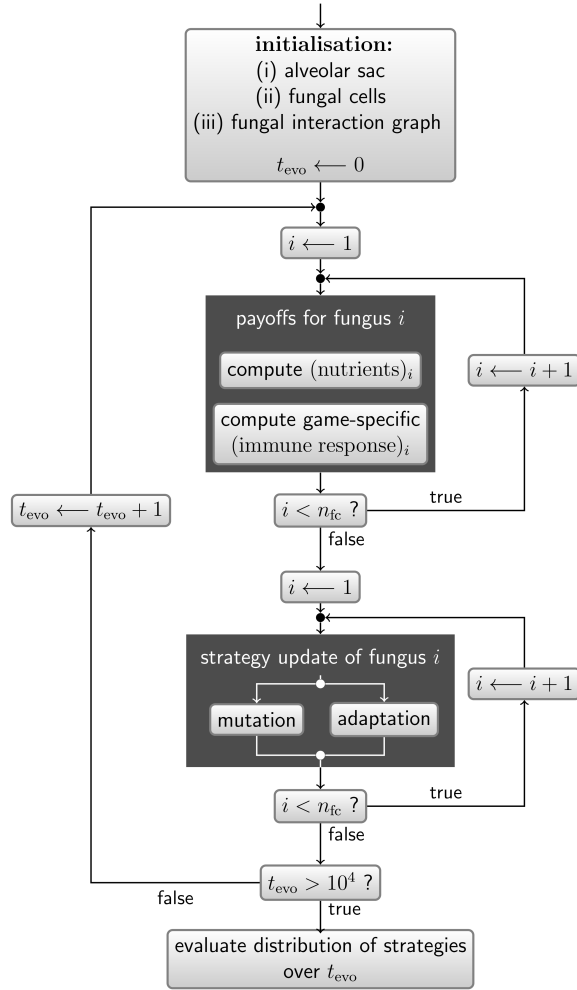 initialisation:
(i) alveolar sac
(ii) fungal cells
(iii) fungal interaction graph
t_evo ⟵ 0
i ⟵ 1
payoffs for fungus i
compute (nutrients)_i
i ⟵ i + 1
compute game-specific
(immune response)_i
t_evo ⟵ t_evo + 1
i < n_fc ?
true
false
i ⟵ 1
strategy update of fungus i
i ⟵ i + 1
mutation
adaptation
i < n_fc ?
true
false
t_evo > 10^4 ?
false
true
evaluate distribution of strategies
over t_evo